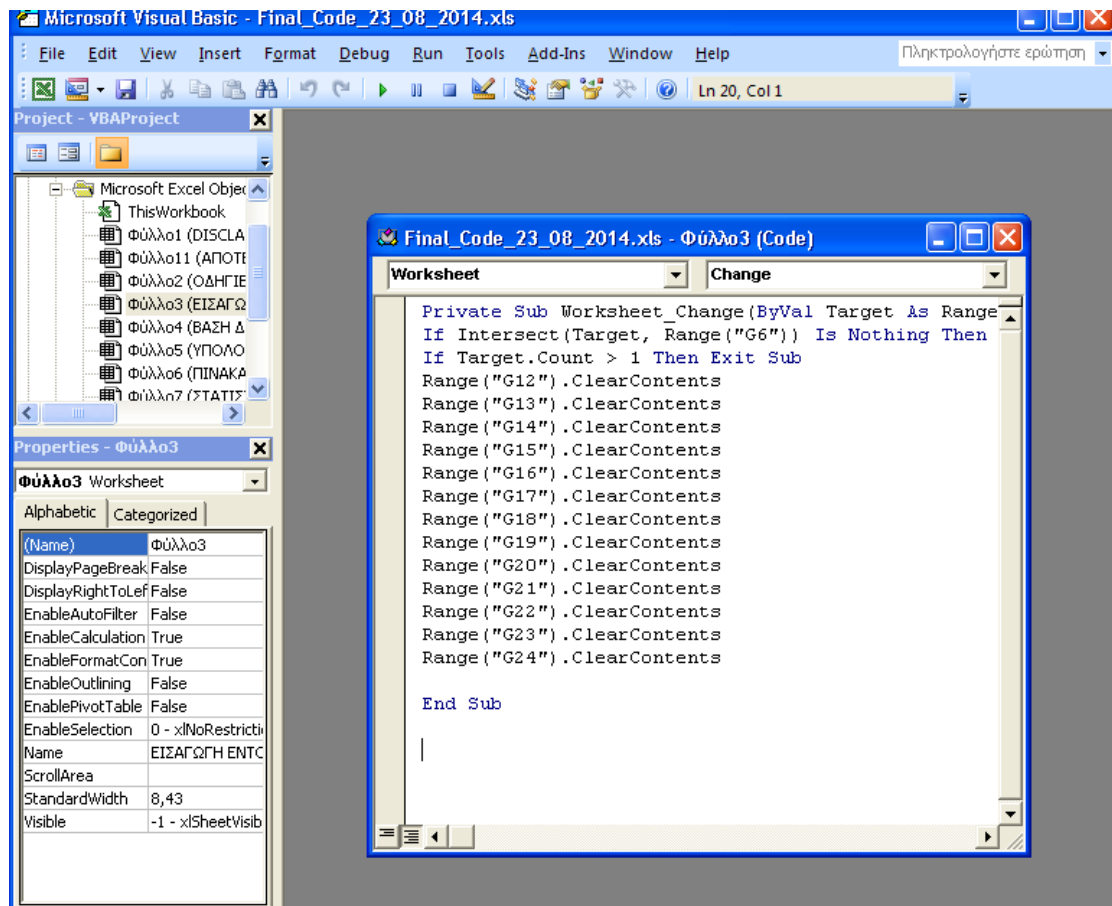 Microsoft Visual Basic - Final_Code_23_08_2014.xls
File Edit View Insert Format Debug Run Tools Add-Ins Window Help
Πληκτρολογήστε ερώτηση
Ln 20, Col 1
Project - VBAProject
Microsoft Excel Objec
ThisWorkbook
Φύλλο1 (DISCLA
Φύλλο11 (ΑΠΟΤΕ
Φύλλο2 (ΟΔΗΓΙΕ
Φύλλο3 (ΕΙΣΑΓΩ
Φύλλο4 (ΒΑΣΗ Δ
Φύλλο5 (ΥΠΟΛΟ
Φύλλο6 (ΠΙΝΑΚΑ
Φύλλο7 (ΣΤΑΤΙΣ
Properties - Φύλλο3
Φύλλο3 Worksheet
Alphabetic Categorized
(Name) Φύλλο3
DisplayPageBreak False
DisplayRightToLef False
EnableAutoFilter False
EnableCalculation True
EnableFormatCon True
EnableOutlining False
EnablePivotTable False
EnableSelection 0 - xlNoRestricti
Name ΕΙΣΑΓΩΓΗ ΕΝΤΟ
ScrollArea
StandardWidth 8,43
Visible -1 - xlSheetVisib
Final_Code_23_08_2014.xls - Φύλλο3 (Code)
Worksheet Change
Private Sub Worksheet_Change(ByVal Target As Range
If Intersect(Target, Range("G6")) Is Nothing Then
If Target.Count > 1 Then Exit Sub
Range("G12").ClearContents
Range("G13").ClearContents
Range("G14").ClearContents
Range("G15").ClearContents
Range("G16").ClearContents
Range("G17").ClearContents
Range("G18").ClearContents
Range("G19").ClearContents
Range("G20").ClearContents
Range("G21").ClearContents
Range("G22").ClearContents
Range("G23").ClearContents
Range("G24").ClearContents
End Sub